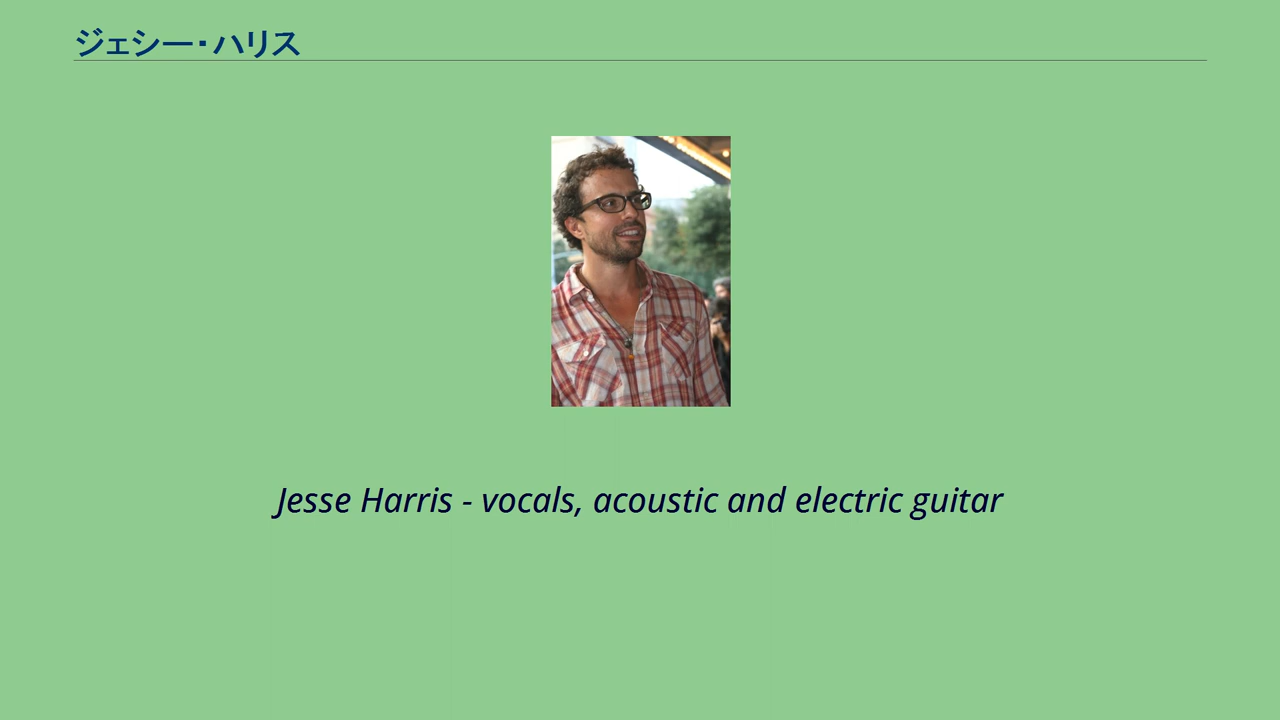 ジェシー・ハリス
Jesse Harris - vocals, acoustic and electric guitar